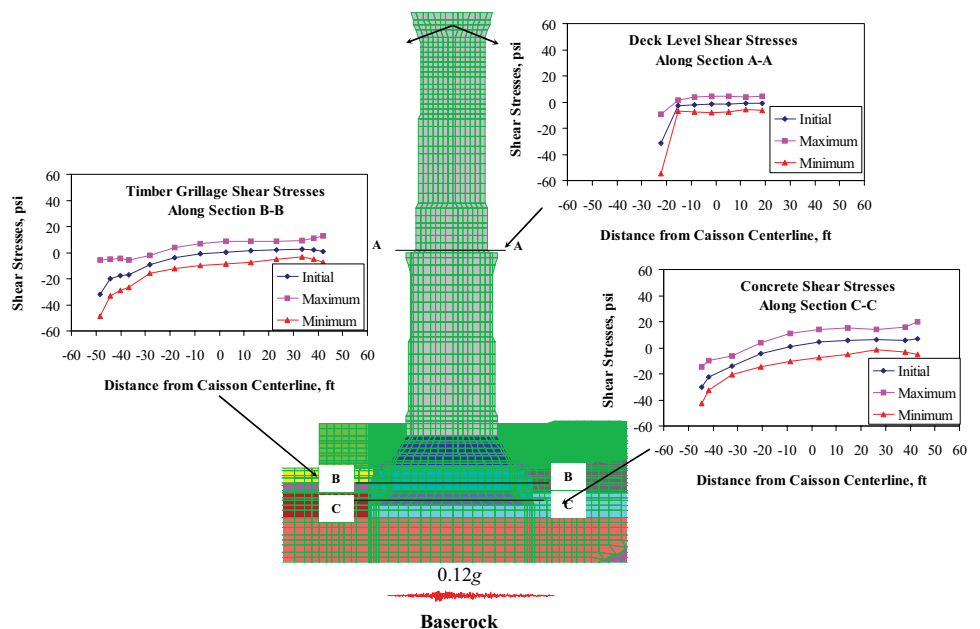 Deck Level Shear Stresses
Along Section A-A
Shear Stresses, psi
60
40
20
0
-20
-40
-60
Initial
Maximum
Minimum
-60 -50 -40 -30 -20 -10 0 10 20 30 40 50 60
Distance from Caisson Centerline, ft
Timber Grillage Shear Stresses
Along Section B-B
Shear Stresses, psi
60
40
20
0
-20
-40
-60
Initial
Maximum
Minimum
-60 -50 -40 -30 -20 -10 0 10 20 30 40 50 60
Distance from Caisson Centerline, ft
A A
Concrete Shear Stresses
Along Section C-C
Shear Stresses, psi
60
40
20
0
-20
-40
-60
Initial
Maximum
Minimum
-60 -50 -40 -30 -20 -10 0 10 20 30 40 50 60
Distance from Caisson Centerline, ft
B B
C C
0.12g
Baserock